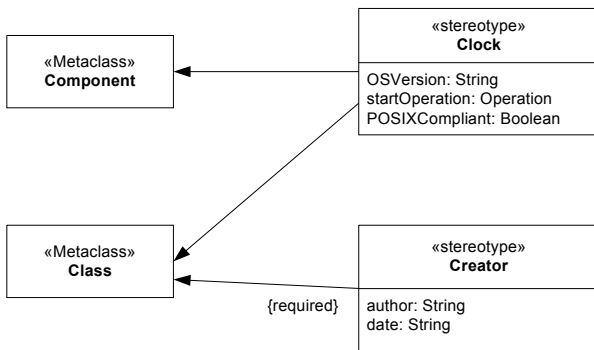 «Metaclass»
Component
«stereotype»
Clock
OSVersion: String
startOperation: Operation
POSIXCompliant: Boolean
«Metaclass»
Class
{required}
«stereotype»
Creator
author: String
date: String